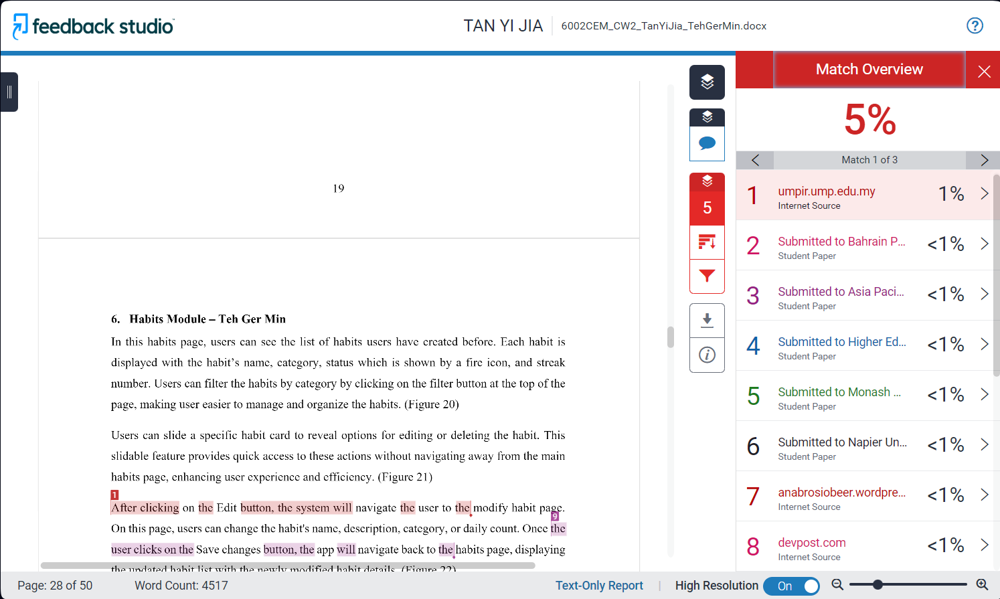 feedback studio
TAN YI JIA
6002CEM_CW2_TanYiJia_TehGerMin.docx
?
19
6. Habits Module – Teh Ger Min
In this habits page, users can see the list of habits users have created before. Each habit is
displayed with the habit's name, category, status which is shown by a fire icon, and streak
number. Users can filter the habits by category by clicking on the filter button at the top of the
page, making user easier to manage and organize the habits. (Figure 20)
Users can slide a specific habit card to reveal options for editing or deleting the habit. This
slidable feature provides quick access to these actions without navigating away from the main
habits page, enhancing user experience and efficiency. (Figure 21)
1
After clicking on the Edit button, the system will navigate the user to the modify habit page.
9
On this page, users can change the habit's name, description, category, or daily count. Once the
user clicks on the Save changes button, the app will navigate back to the habits page, displaying
the updated habit list with the newly modified habit details. (Figure 22)
5
i
Match Overview
5%
Match 1 of 3
1 umpir.ump.edu.my 1%
Internet Source
2 Submitted to Bahrain P... <1%
Student Paper
3 Submitted to Asia Paci... <1%
Student Paper
4 Submitted to Higher Ed... <1%
Student Paper
5 Submitted to Monash ... <1%
Student Paper
6 Submitted to Napier Un... <1%
Student Paper
7 anabrosiobeer.wordpre... <1%
Internet Source
8 devpost.com <1%
Internet Source
Page: 28 of 50
Word Count: 4517
Text-Only Report
High Resolution
On